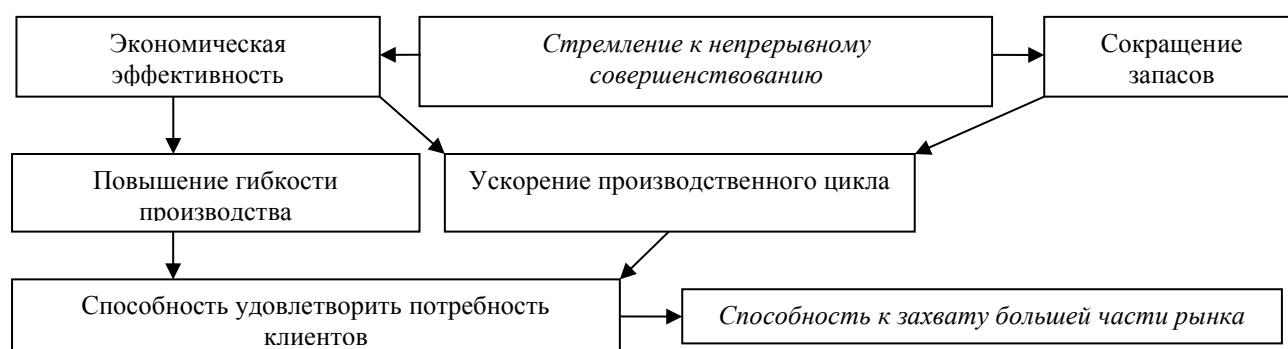 Экономическая
эффективность
Стремление к непрерывному
совершенствованию
Сокращение
запасов
Повышение гибкости
производства
Ускорение производственного цикла
Способность удовлетворить потребность
клиентов
Способность к захвату большей части рынка